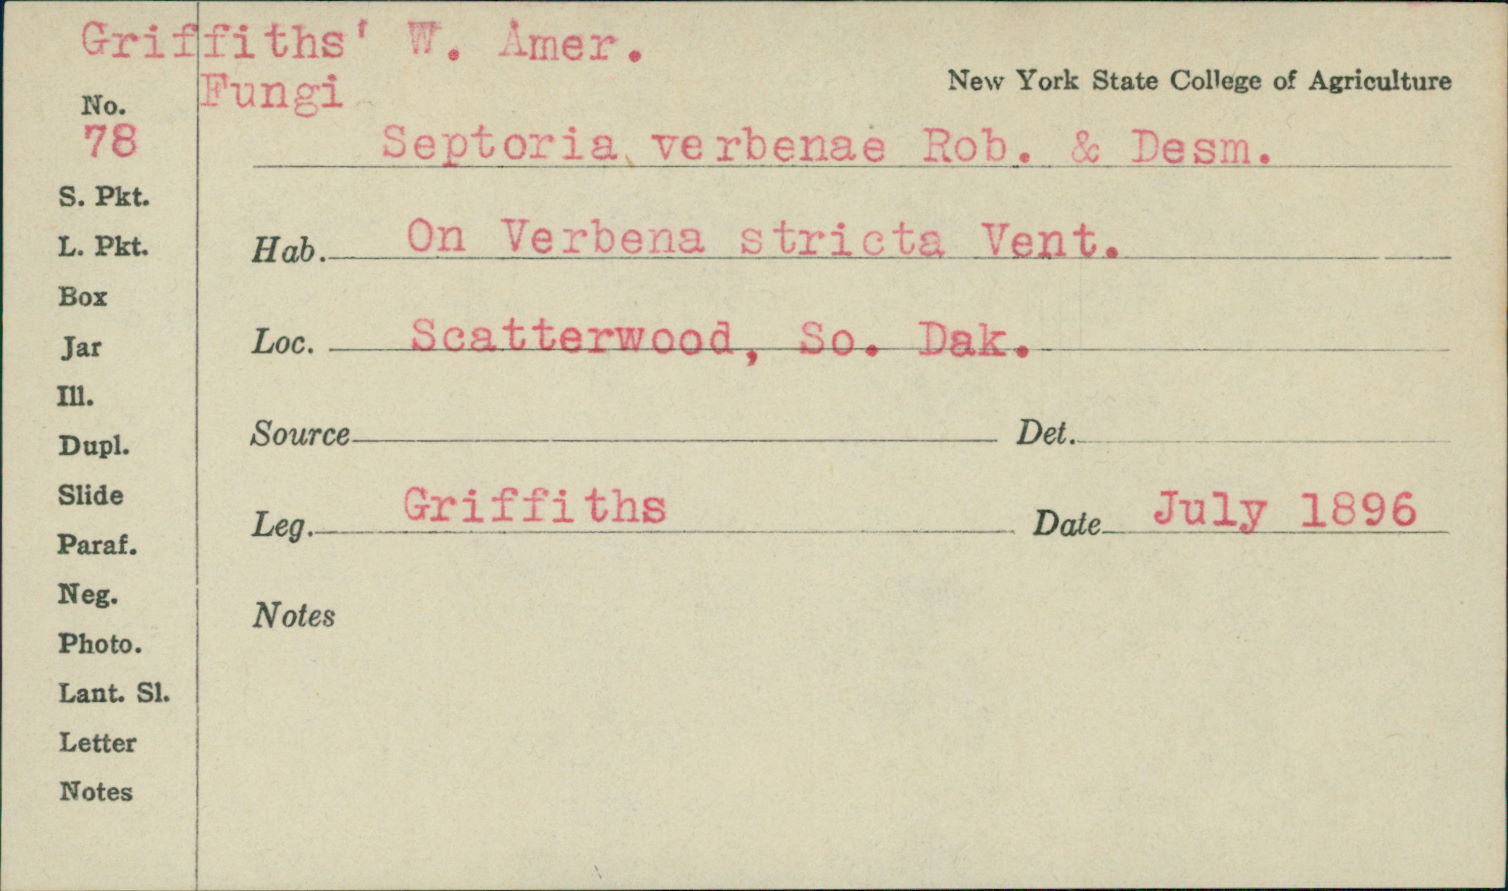 Griffiths' W. Amer.
Fungi
New York State College of Agriculture
No.
78
Septoria verbenae Rob. & Desm.
S. Pkt.
L. Pkt.
Hab. On Verbena stricta Vent.
Box
Jar
Loc. Scatterwood, So. Dak.
Ill.
Dupl.
Source Det.
Slide
Leg. Griffiths Date July 1896
Paraf.
Neg.
Notes
Photo.
Lant. Sl.
Letter
Notes